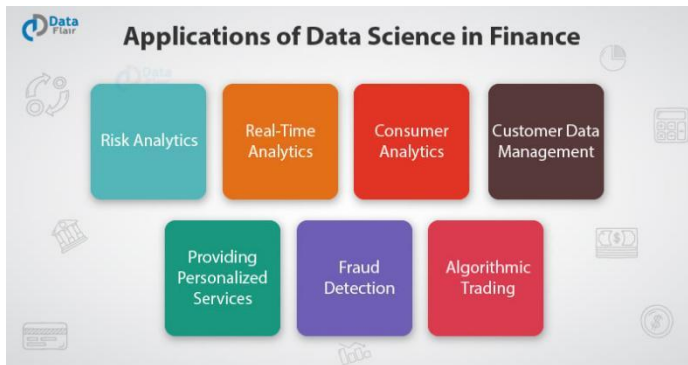 Data
Flair
Applications of Data Science in Finance
Data
Risk Analytics
Real-Time
Analytics
Consumer
Analytics
Customer Data
Management
Providing
Personalized
Services
Fraud
Detection
Algorithmic
Trading